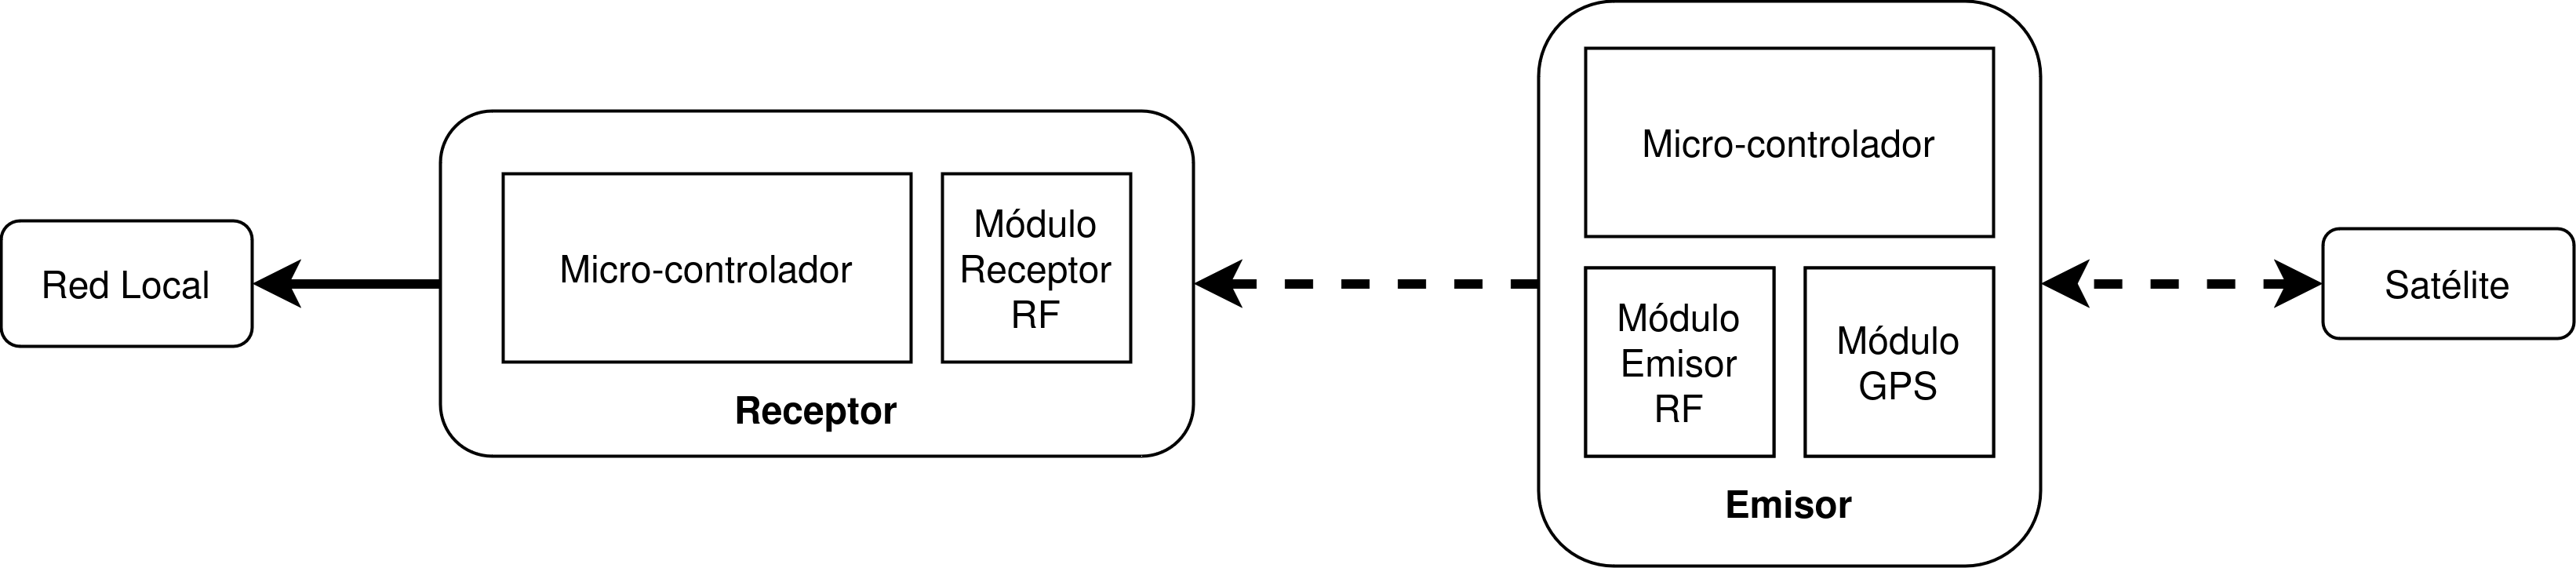 Red Local
Micro-controlador
Módulo
Receptor
RF
Receptor
Micro-controlador
Módulo
Emisor
RF
Módulo
GPS
Emisor
Satélite